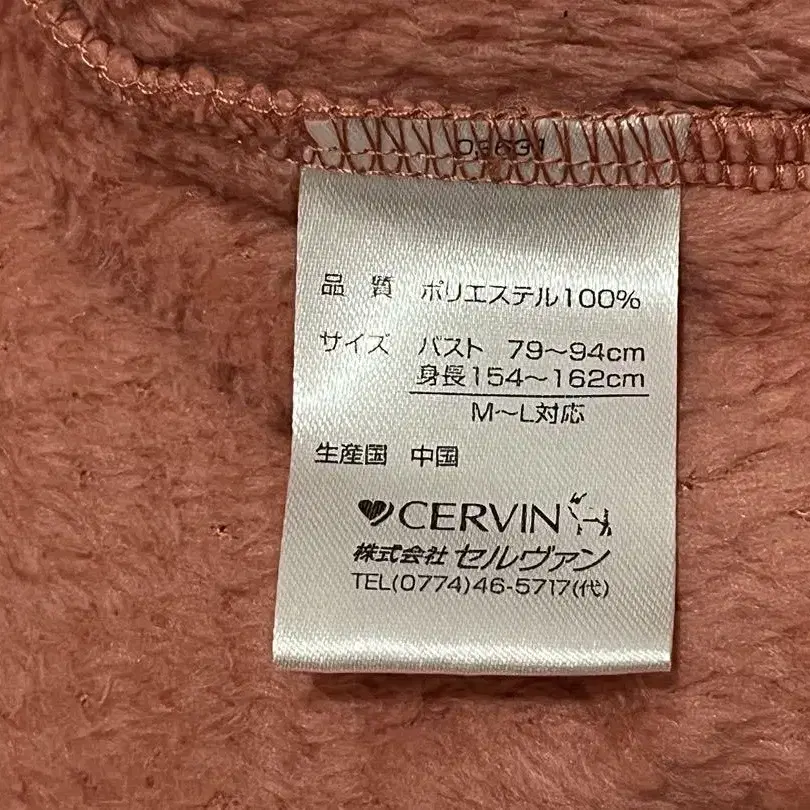 品質 ポリエステル100%
サイズ バスト 79～94cm
身長154～162cm
M～L対応
生産国 中国
CERVIN
株式会社 セルヴァン
TEL(0774)46-5717(代)